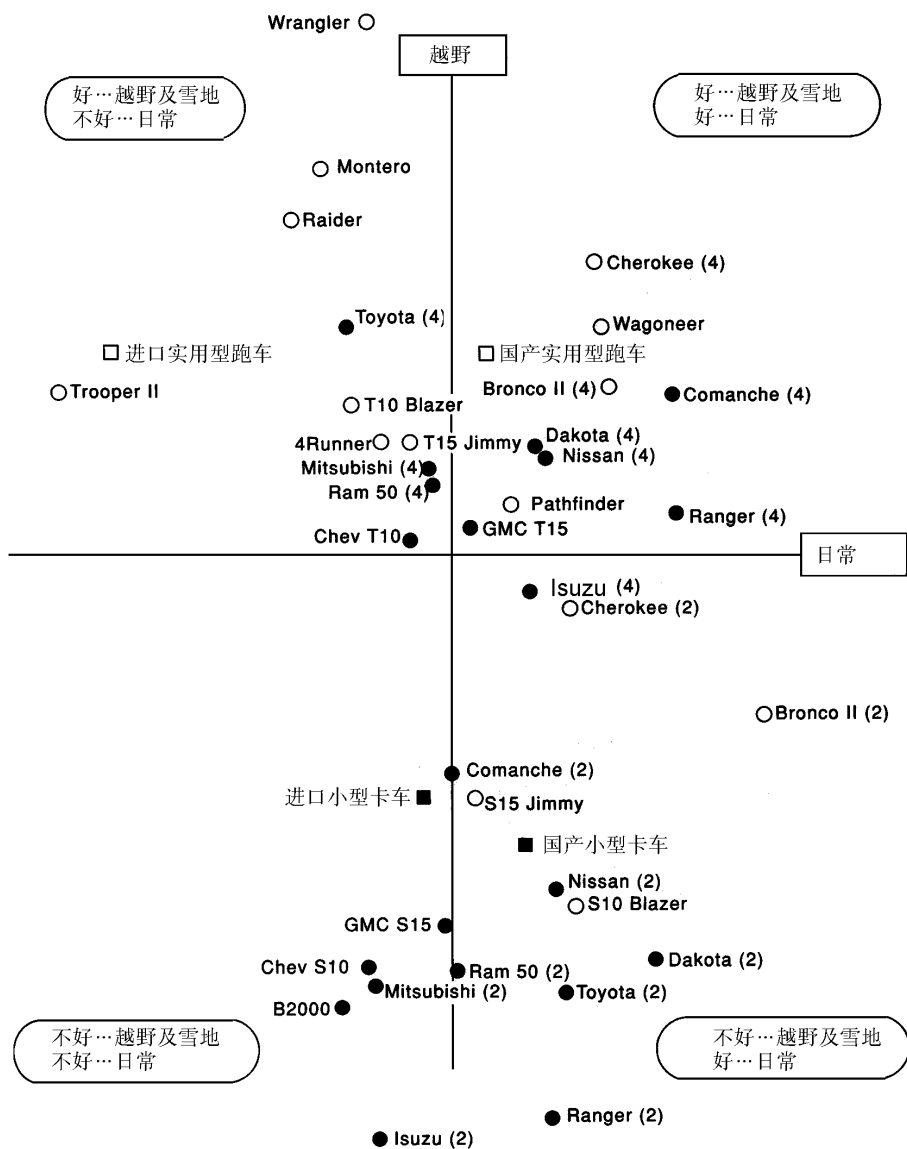 Wrangler
越野
好…越野及雪地
不好…日常
好…越野及雪地
好…日常
Montero
Raider
Cherokee (4)
Toyota (4)
Wagoneer
进口实用型跑车
国产实用型跑车
Trooper II
Bronco II (4)
Comanche (4)
T10 Blazer
4Runner
T15 Jimmy
Dakota (4)
Nissan (4)
Mitsubishi (4)
Ram 50 (4)
Pathfinder
Ranger (4)
GMC T15
Chev T10
日常
Isuzu (4)
Cherokee (2)
Bronco II (2)
Comanche (2)
进口小型卡车
S15 Jimmy
国产小型卡车
Nissan (2)
S10 Blazer
GMC S15
Chev S10
Ram 50 (2)
Dakota (2)
Mitsubishi (2)
Toyota (2)
B2000
不好…越野及雪地
不好…日常
不好…越野及雪地
好…日常
Ranger (2)
Isuzu (2)